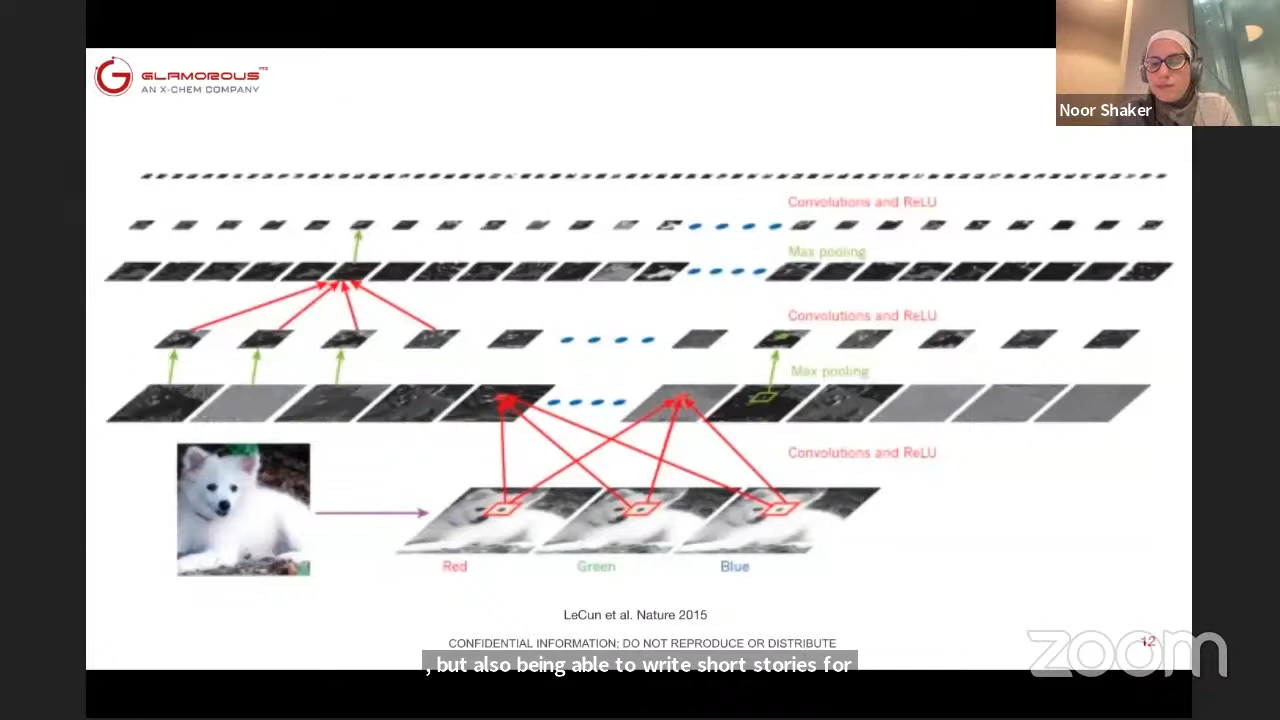 GLAMOROUS
AN X-CHEM COMPANY
Noor Shaker
Convolutions and ReLU
Max pooling
Convolutions and ReLU
Max pooling
Convolutions and ReLU
Red
Green
Blue
LeCun et al. Nature 2015
CONFIDENTIAL INFORMATION; DO NOT REPRODUCE OR DISTRIBUTE
12
zoom
, but also being able to write short stories for